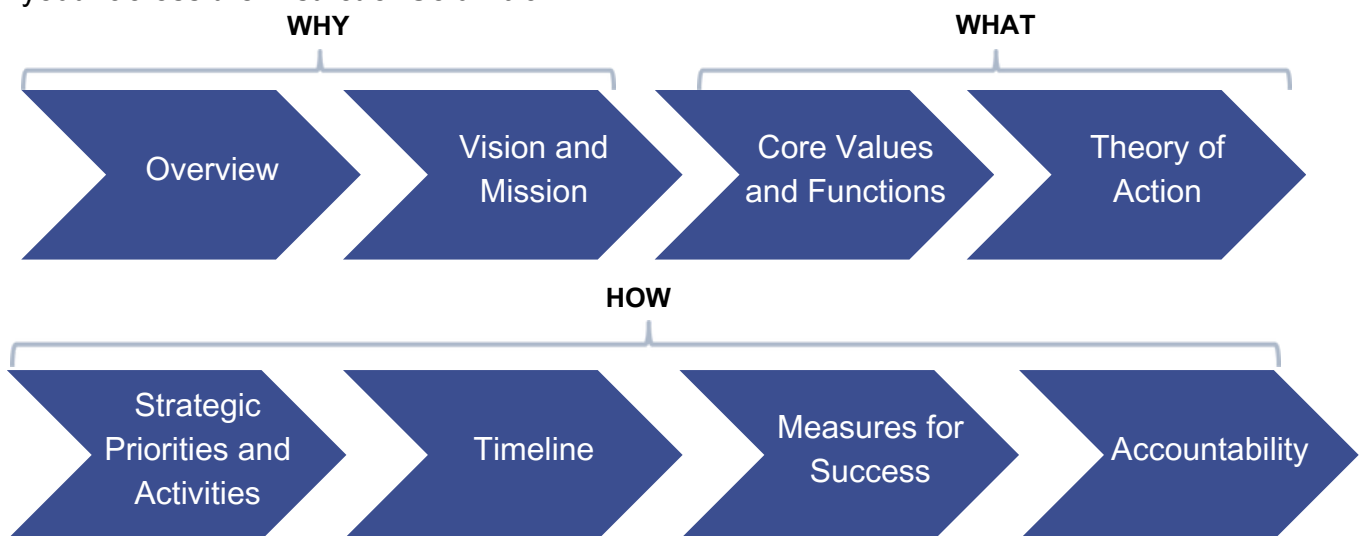 WHY
WHAT
Overview
Vision and
Mission
Core Values
and Functions
Theory of
Action
HOW
Strategic
Priorities and
Activities
Timeline
Measures for
Success
Accountability